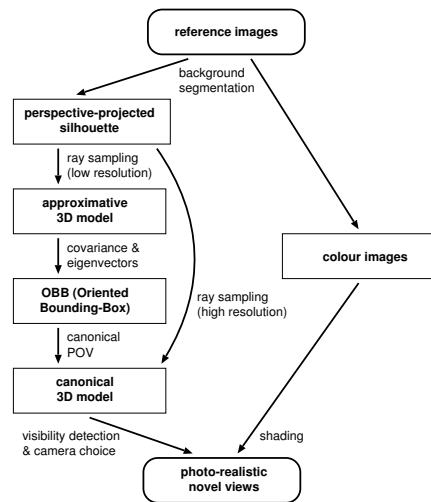 reference images
background
segmentation
perspective-projected
silhouette
ray sampling
(low resolution)
approximative
3D model
covariance &
eigenvectors
colour images
OBB (Oriented
Bounding-Box)
ray sampling
(high resolution)
canonical
POV
canonical
3D model
visibility detection
& camera choice
shading
photo-realistic
novel views